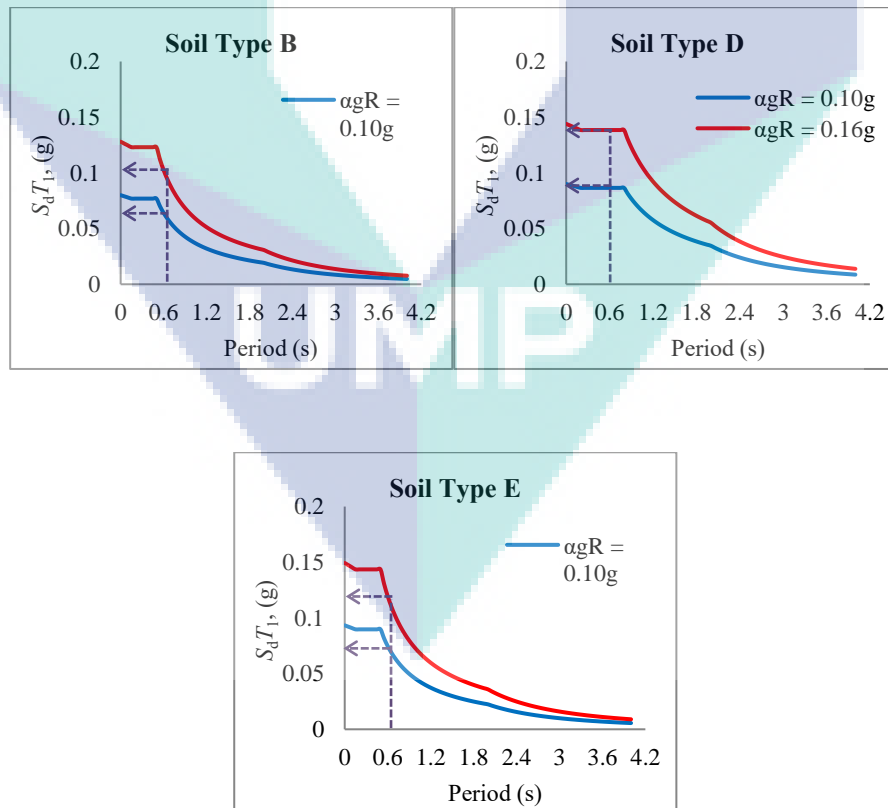 Soil Type B
0.2
0.15
0.1
0.05
0
SdT1, (g)
αgR =
0.10g
0 0.6 1.2 1.8 2.4 3 3.6 4.2
Period (s)
Soil Type D
0.2
0.15
0.1
0.05
0
SdT1, (g)
αgR = 0.10g
αgR = 0.16g
0 0.6 1.2 1.8 2.4 3 3.6 4.2
Period (s)
UMP
Soil Type E
0.2
0.15
0.1
0.05
0
SdT1, (g)
αgR =
0.10g
0 0.6 1.2 1.8 2.4 3 3.6 4.2
Period (s)